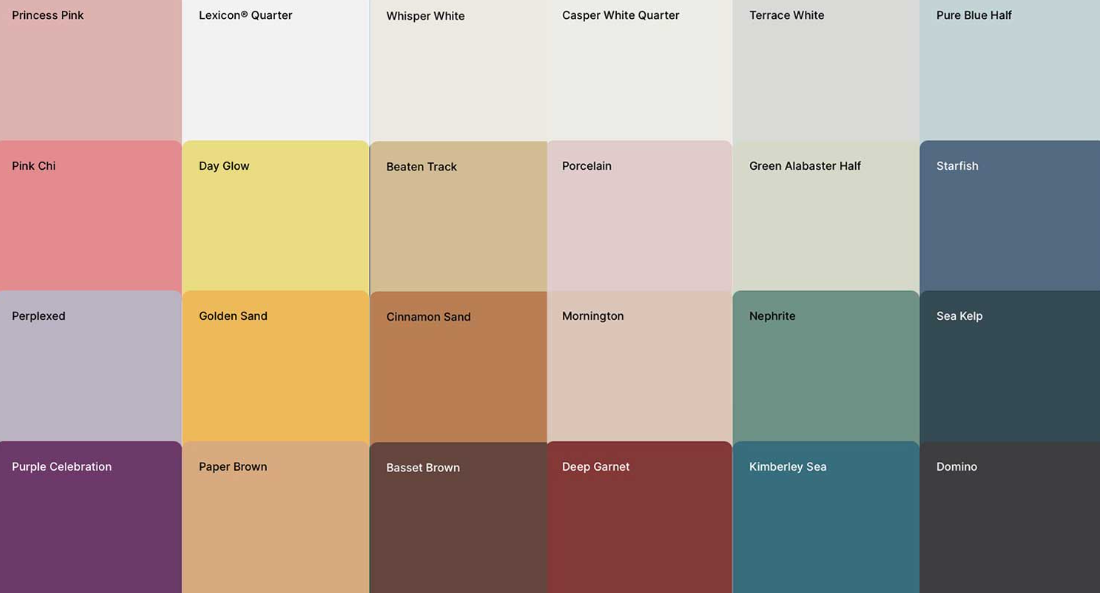 Princess Pink
Lexicon® Quarter
Whisper White
Casper White Quarter
Terrace White
Pure Blue Half
Pink Chi
Day Glow
Beaten Track
Porcelain
Green Alabaster Half
Starfish
Perplexed
Golden Sand
Cinnamon Sand
Mornington
Nephrite
Sea Kelp
Purple Celebration
Paper Brown
Basset Brown
Deep Garnet
Kimberley Sea
Domino